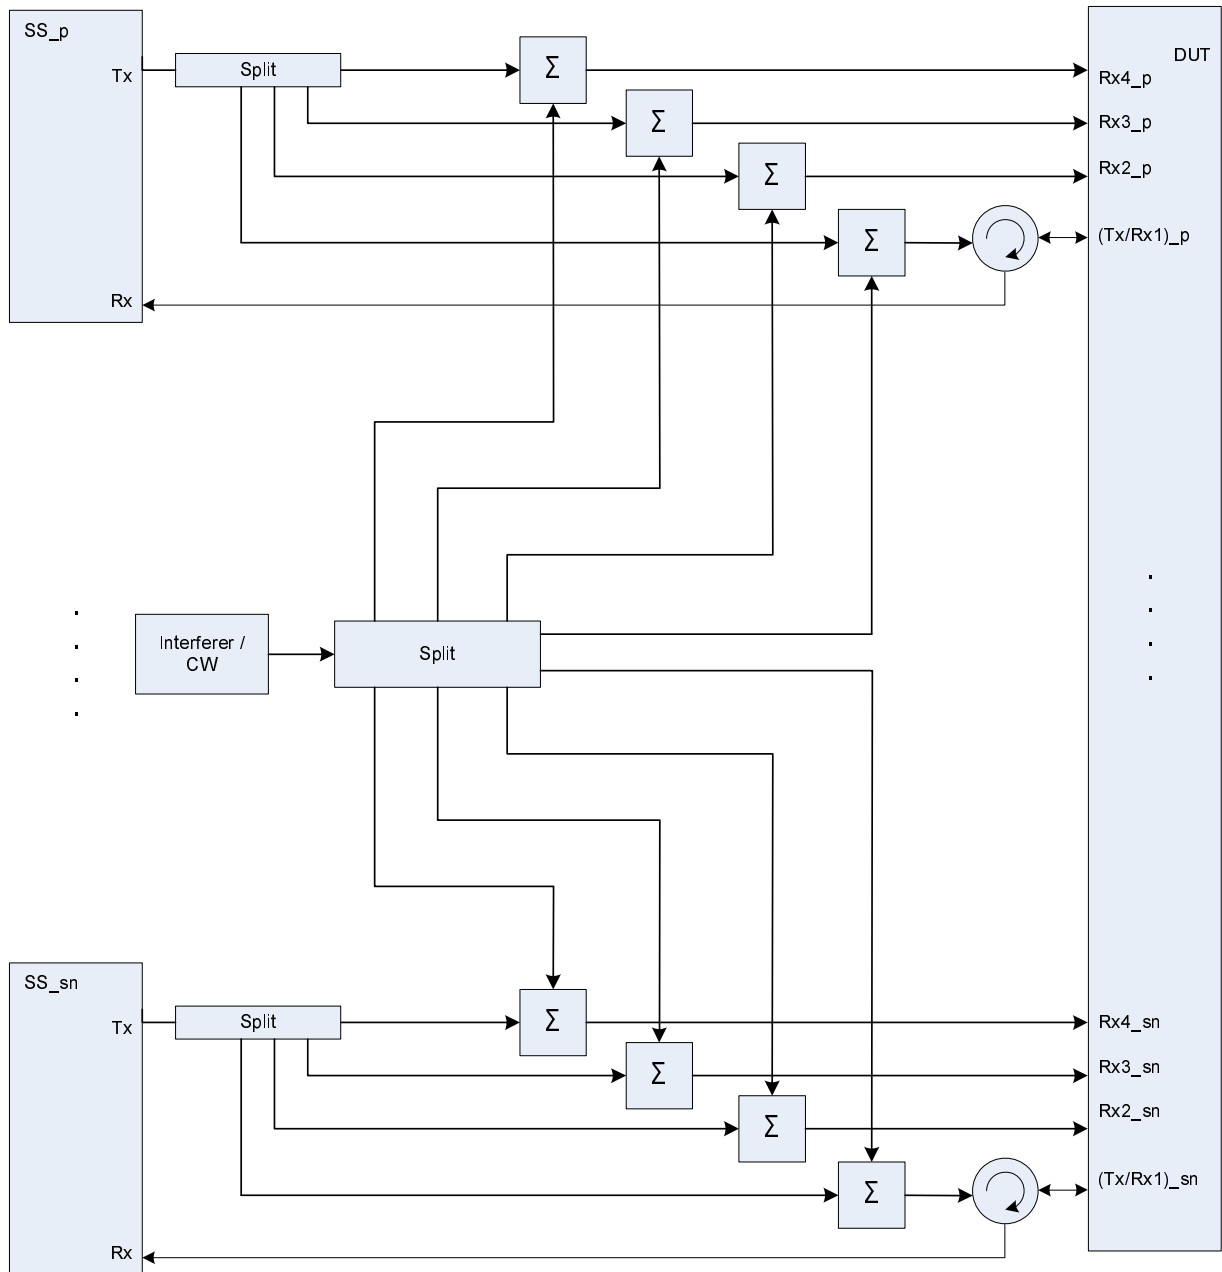 SS_p
DUT
Tx
Split
Σ
Rx4_p
Σ
Rx3_p
Σ
Rx2_p
Σ
(Tx/Rx1)_p
Rx
Interferer /
CW
Split
SS_sn
Tx
Split
Σ
Rx4_sn
Σ
Rx3_sn
Σ
Rx2_sn
Σ
(Tx/Rx1)_sn
Rx